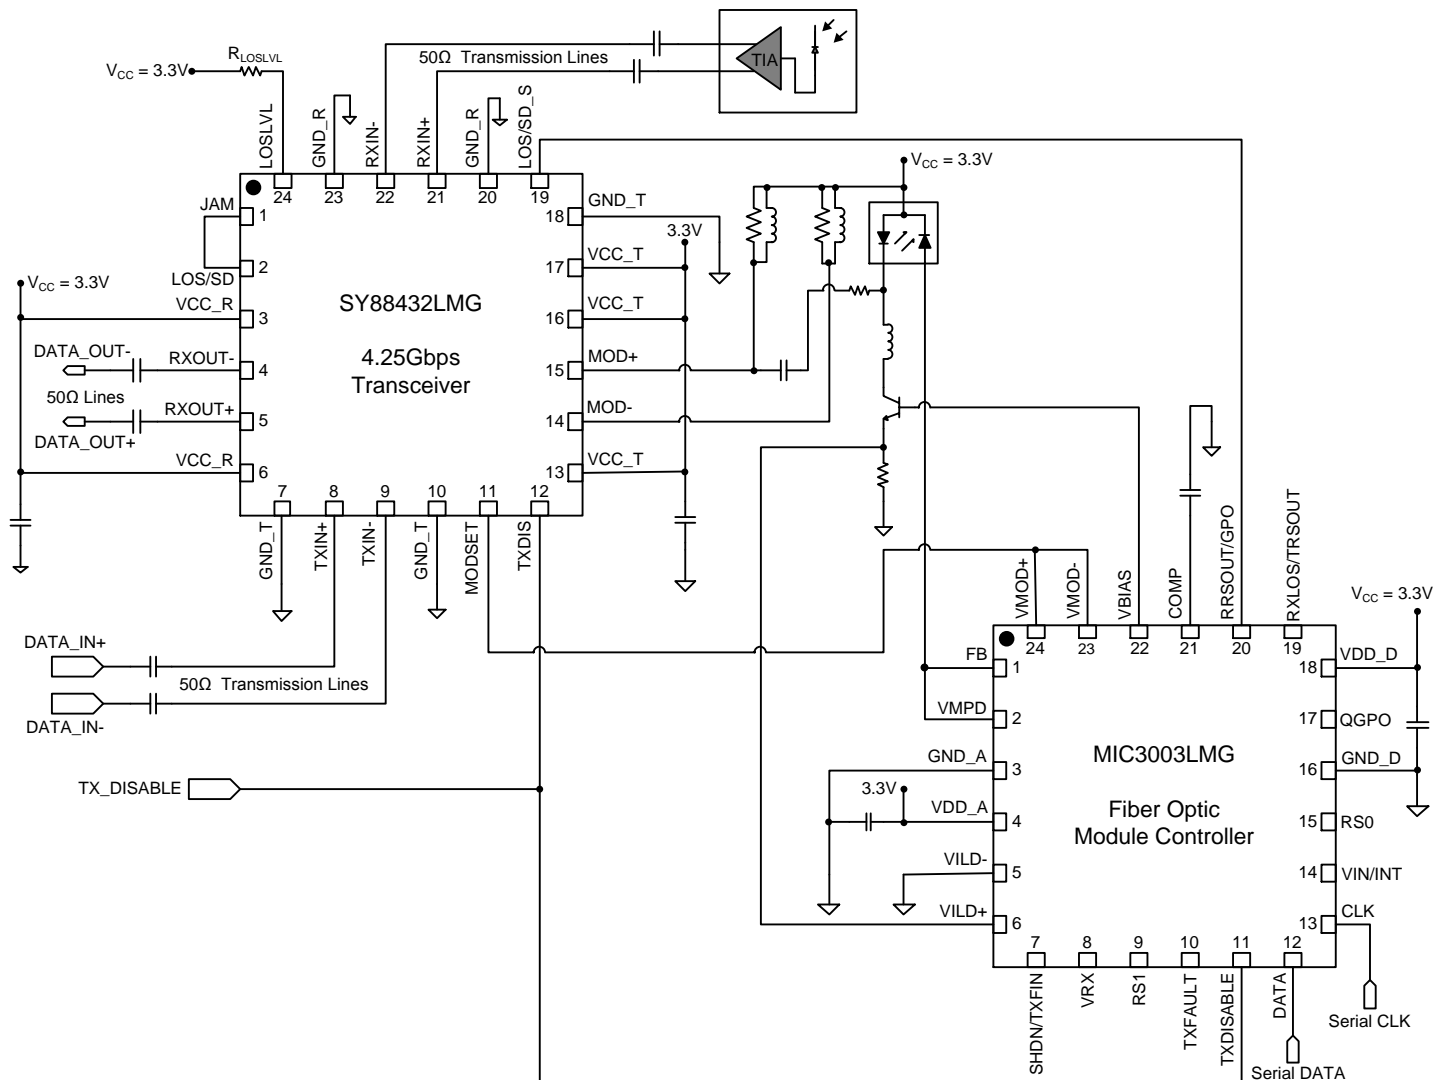 V_CC = 3.3V
R_LOSLVL
50Ω Transmission Lines
TIA
LOSLVL
GND_R
RXIN-
RXIN+
GND_R
LOS/SD_S
24
23
22
21
20
19
JAM
1
2
LOS/SD
V_CC = 3.3V
VCC_R
3
DATA_OUT-
RXOUT-
4
50Ω Lines
RXOUT+
5
DATA_OUT+
VCC_R
6
SY88432LMG
4.25Gbps
Transceiver
18
GND_T
3.3V
17
VCC_T
16
VCC_T
15
MOD+
14
MOD-
13
VCC_T
7
8
9
10
11
12
GND_T
TXIN+
TXIN-
GND_T
MODSET
TXDIS
V_CC = 3.3V
DATA_IN+
50Ω Transmission Lines
DATA_IN-
TX_DISABLE
VMOD+
VMOD-
VBIAS
COMP
RRSOUT/GPO
RXLOS/TRSOUT
24
23
22
21
20
19
V_CC = 3.3V
FB
1
VMPD
2
GND_A
3
3.3V
VDD_A
4
VILD-
5
VILD+
6
MIC3003LMG
Fiber Optic
Module Controller
18
VDD_D
17
QGPO
16
GND_D
15
RS0
14
VIN/INT
13
CLK
7
8
9
10
11
12
SHDN/TXFIN
VRX
RS1
TXFAULT
TXDISABLE
DATA
Serial CLK
Serial DATA